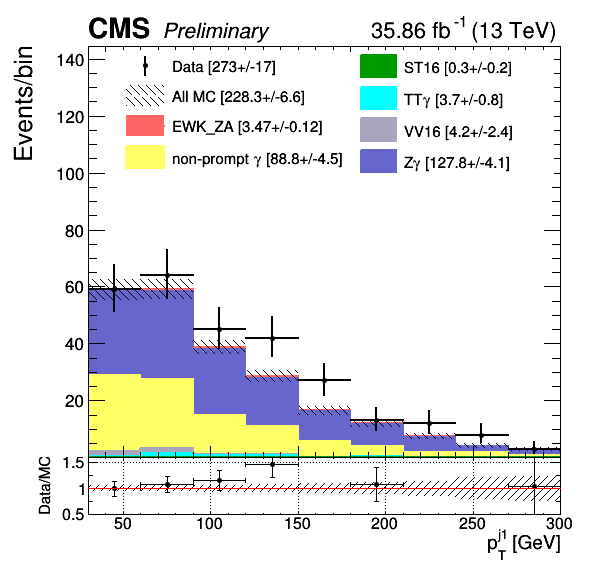 CMS Preliminary 35.86 fb⁻¹ (13 TeV)
Events/bin
Data [273+/-17]
All MC [228.3+/-6.6]
EWK_ZA [3.47+/-0.12]
non-prompt γ [88.8+/-4.5]
ST16 [0.3+/-0.2]
TTγ [3.7+/-0.8]
VV16 [4.2+/-2.4]
Zγ [127.8+/-4.1]
140
120
100
80
60
40
20
Data/MC
1.5
1
0.5
50 100 150 200 250 300
p_T^j1 [GeV]